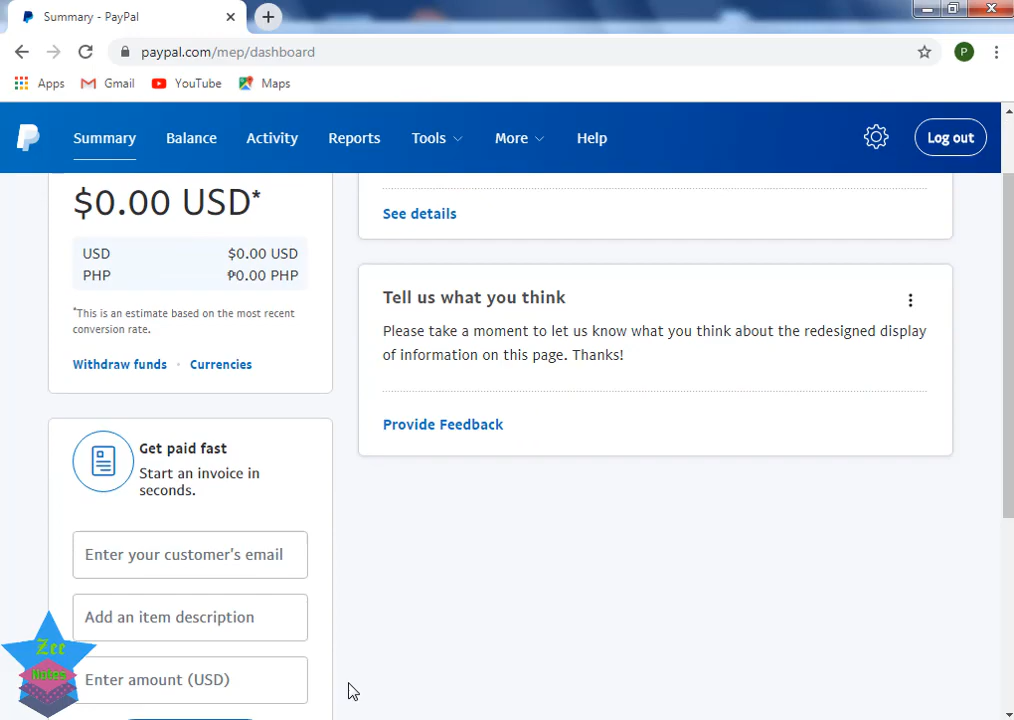 Summary - PayPal
paypal.com/mep/dashboard
P
Apps
Gmail
YouTube
Maps
Summary
Balance
Activity
Reports
Tools
More
Help
Log out
$0.00 USD*
USD $0.00 USD
PHP ₱0.00 PHP
*This is an estimate based on the most recent
conversion rate.
Withdraw funds · Currencies
See details
Tell us what you think
Please take a moment to let us know what you think about the redesigned display
of information on this page. Thanks!
Provide Feedback
Get paid fast
Start an invoice in
seconds.
Enter your customer's email
Add an item description
Enter amount (USD)
Zee
Notes